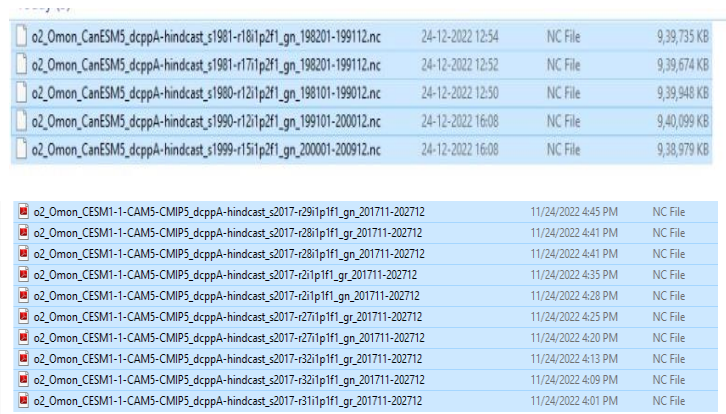 o2_Omon_CanESM5_dcppA-hindcast_s1981-r18i1p2f1_gn_198201-199112.nc 24-12-2022 12:54 NC File 9,39,735 KB
o2_Omon_CanESM5_dcppA-hindcast_s1981-r17i1p2f1_gn_198201-199112.nc 24-12-2022 12:52 NC File 9,39,674 KB
o2_Omon_CanESM5_dcppA-hindcast_s1980-r12i1p2f1_gn_198101-199012.nc 24-12-2022 12:50 NC File 9,39,948 KB
o2_Omon_CanESM5_dcppA-hindcast_s1990-r12i1p2f1_gn_199101-200012.nc 24-12-2022 16:08 NC File 9,40,099 KB
o2_Omon_CanESM5_dcppA-hindcast_s1999-r15i1p2f1_gn_200001-200912.nc 24-12-2022 16:08 NC File 9,38,979 KB
o2_Omon_CESM1-1-CAM5-CMIP5_dcppA-hindcast_s2017-r29i1p1f1_gn_201711-202712 11/24/2022 4:45 PM NC File
o2_Omon_CESM1-1-CAM5-CMIP5_dcppA-hindcast_s2017-r28i1p1f1_gr_201711-202712 11/24/2022 4:41 PM NC File
o2_Omon_CESM1-1-CAM5-CMIP5_dcppA-hindcast_s2017-r28i1p1f1_gn_201711-202712 11/24/2022 4:41 PM NC File
o2_Omon_CESM1-1-CAM5-CMIP5_dcppA-hindcast_s2017-r2i1p1f1_gr_201711-202712 11/24/2022 4:35 PM NC File
o2_Omon_CESM1-1-CAM5-CMIP5_dcppA-hindcast_s2017-r2i1p1f1_gn_201711-202712 11/24/2022 4:28 PM NC File
o2_Omon_CESM1-1-CAM5-CMIP5_dcppA-hindcast_s2017-r27i1p1f1_gr_201711-202712 11/24/2022 4:25 PM NC File
o2_Omon_CESM1-1-CAM5-CMIP5_dcppA-hindcast_s2017-r27i1p1f1_gn_201711-202712 11/24/2022 4:20 PM NC File
o2_Omon_CESM1-1-CAM5-CMIP5_dcppA-hindcast_s2017-r32i1p1f1_gr_201711-202712 11/24/2022 4:13 PM NC File
o2_Omon_CESM1-1-CAM5-CMIP5_dcppA-hindcast_s2017-r32i1p1f1_gn_201711-202712 11/24/2022 4:09 PM NC File
o2_Omon_CESM1-1-CAM5-CMIP5_dcppA-hindcast_s2017-r31i1p1f1_gr_201711-202712 11/24/2022 4:01 PM NC File